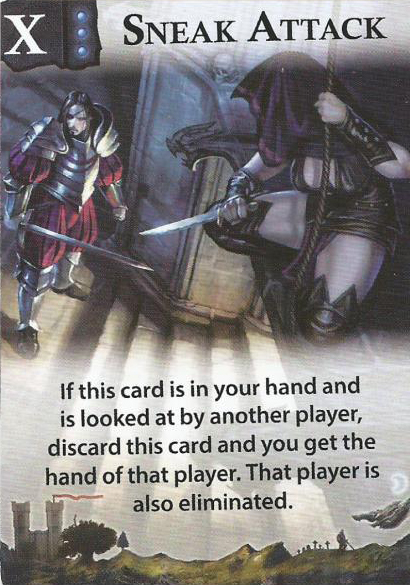 X SNEAK ATTACK
If this card is in your hand and
is looked at by another player,
discard this card and you get the
hand of that player. That player is
also eliminated.